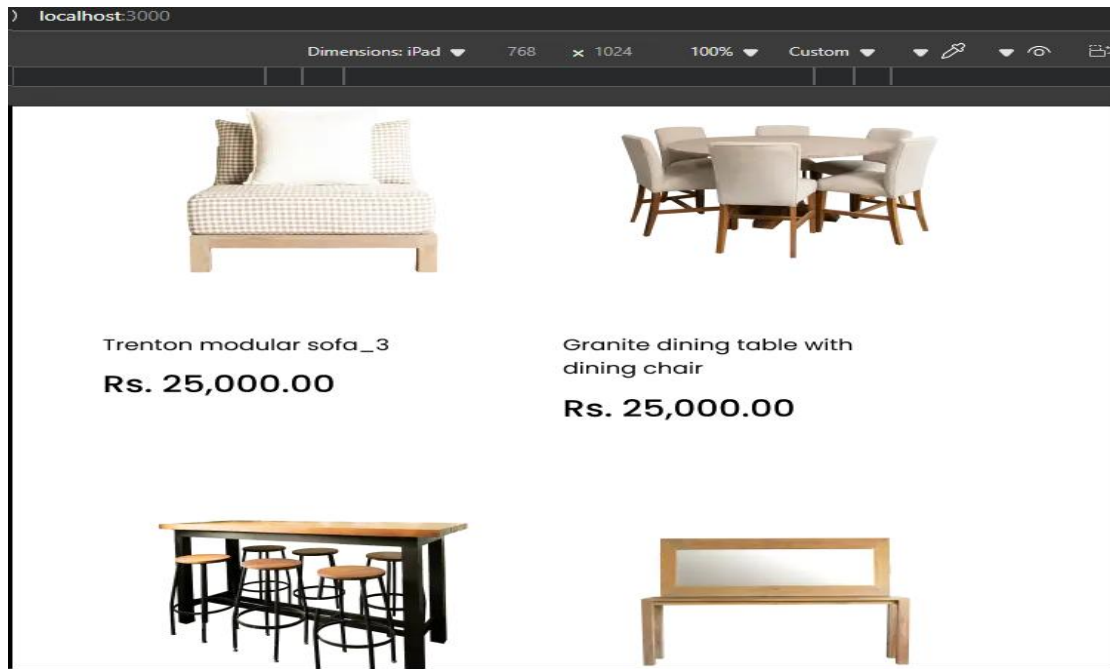 localhost:3000
Dimensions: iPad 768 × 1024 100% Custom
Trenton modular sofa_3
Rs. 25,000.00
Granite dining table with
dining chair
Rs. 25,000.00